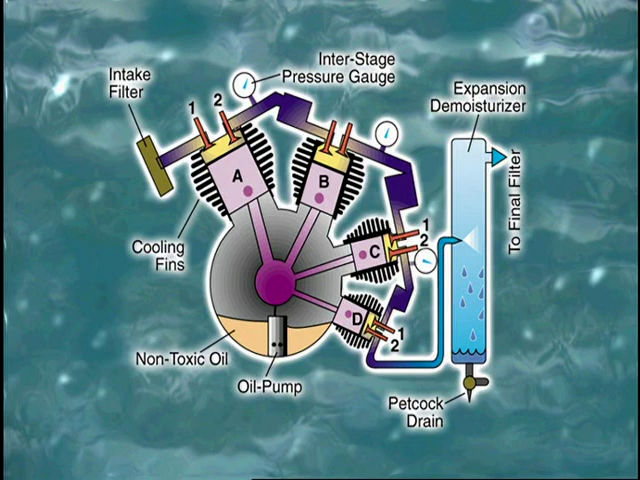 Inter-Stage
Pressure Gauge
Intake
Filter
Expansion
Demoisturizer
1 2
A
B
To Final Filter
C
1
2
Cooling
Fins
D
1
2
Non-Toxic Oil
Oil-Pump
Petcock
Drain